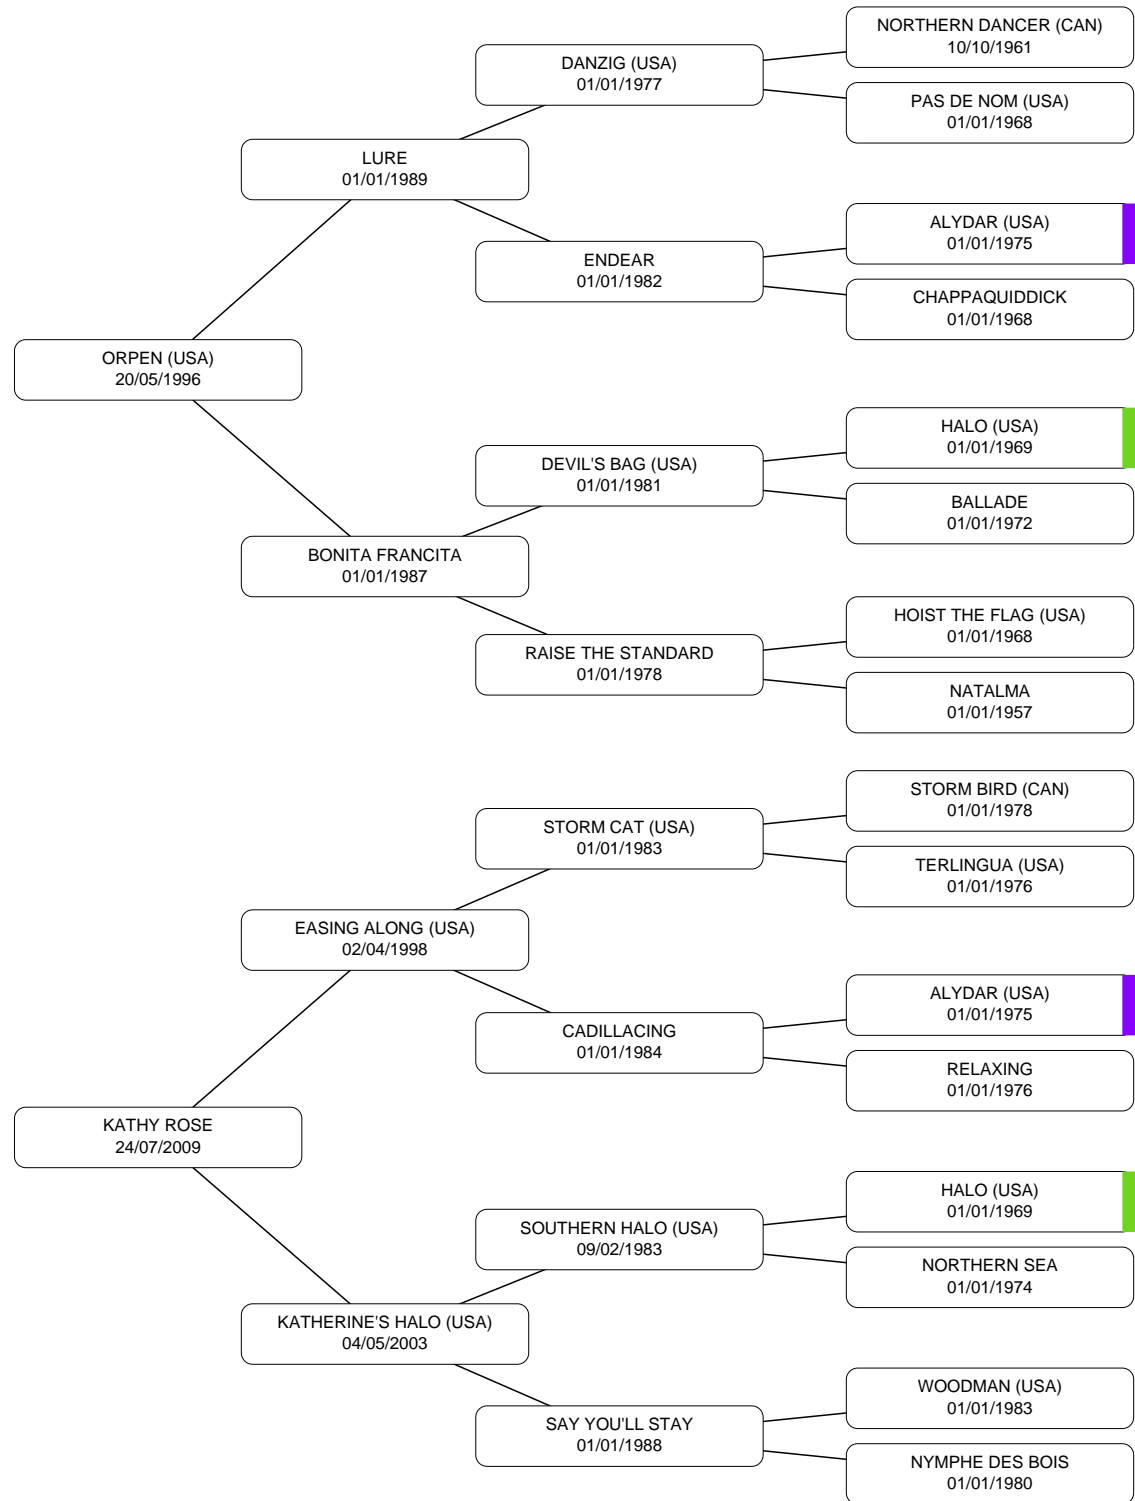 NORTHERN DANCER (CAN)
10/10/1961
DANZIG (USA)
01/01/1977
PAS DE NOM (USA)
01/01/1968
LURE
01/01/1989
ALYDAR (USA)
01/01/1975
ENDEAR
01/01/1982
CHAPPAQUIDDICK
01/01/1968
ORPEN (USA)
20/05/1996
HALO (USA)
01/01/1969
DEVIL'S BAG (USA)
01/01/1981
BALLADE
01/01/1972
BONITA FRANCITA
01/01/1987
HOIST THE FLAG (USA)
01/01/1968
RAISE THE STANDARD
01/01/1978
NATALMA
01/01/1957
STORM BIRD (CAN)
01/01/1978
STORM CAT (USA)
01/01/1983
TERLINGUA (USA)
01/01/1976
EASING ALONG (USA)
02/04/1998
ALYDAR (USA)
01/01/1975
CADILLACING
01/01/1984
RELAXING
01/01/1976
KATHY ROSE
24/07/2009
HALO (USA)
01/01/1969
SOUTHERN HALO (USA)
09/02/1983
NORTHERN SEA
01/01/1974
KATHERINE'S HALO (USA)
04/05/2003
WOODMAN (USA)
01/01/1983
SAY YOU'LL STAY
01/01/1988
NYMPHE DES BOIS
01/01/1980